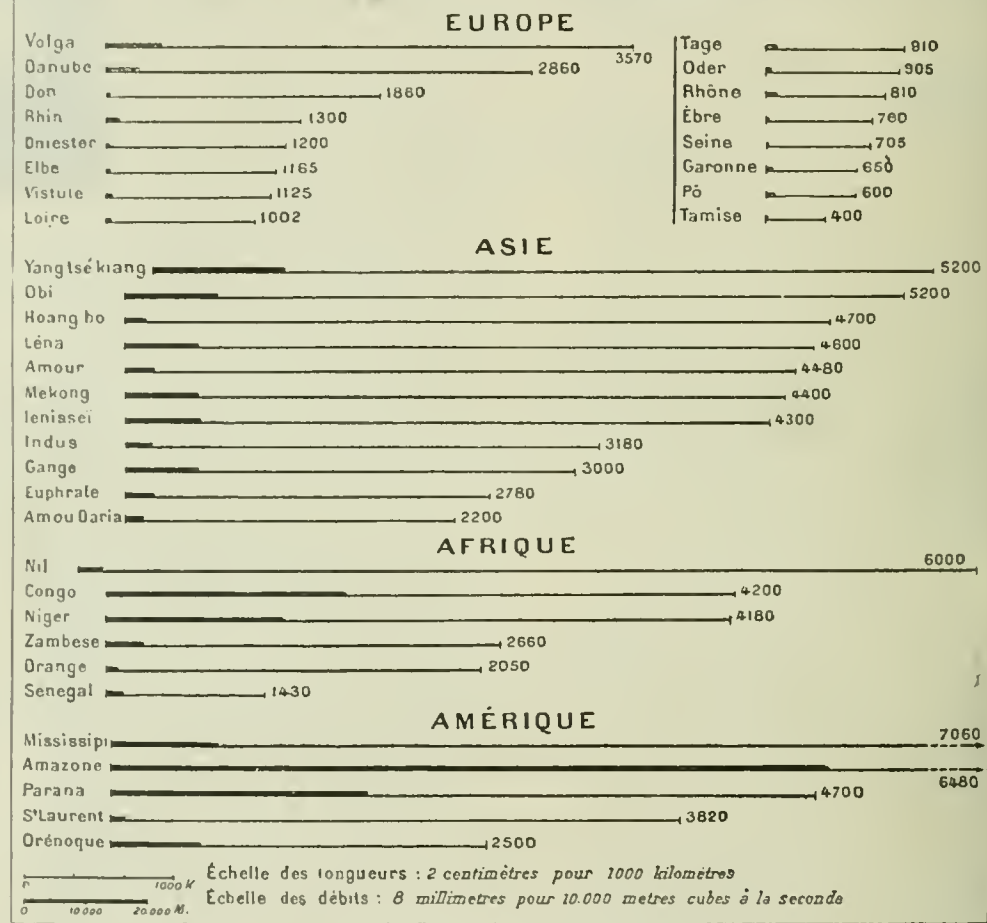 EUROPE
Volga 3570
Danube 2860
Don 1860
Rhin 1300
Dniester 1200
Elbe 1165
Vistule 1125
Loire 1002
Tage 910
Oder 905
Rhône 810
Èbre 760
Seine 705
Garonne 650
Pô 600
Tamise 400
ASIE
Yang tsé kiang 5200
Obi 5200
Hoang ho 4700
Léna 4600
Amour 4480
Mekong 4400
Ienisseï 4300
Indus 3180
Gange 3000
Euphrate 2780
Amou Daria 2200
AFRIQUE
Nil 6000
Congo 4200
Niger 4180
Zambese 2660
Orange 2050
Senegal 1430
AMÉRIQUE
Mississipi 7060
Amazone 6480
Parana 4700
St Laurent 3820
Orénoque 2500
Échelle des longueurs : 2 centimètres pour 1000 kilomètres
0 1000 K
Échelle des débits : 8 millimetres pour 10.000 metres cubes à la seconde
0 10.000 20.000